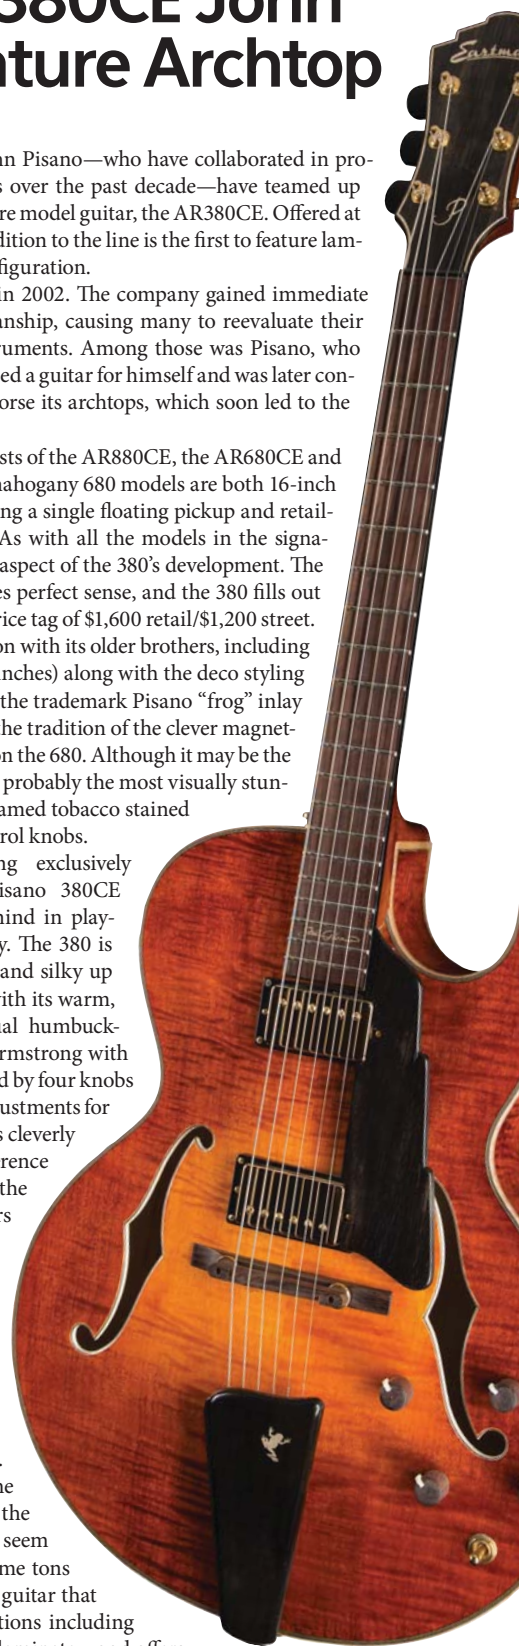 380CE John
ature Archtop
nn Pisano—who have collaborated in pro-
s over the past decade—have teamed up
re model guitar, the AR380CE. Offered at
dition to the line is the first to feature lam-
figuration.
in 2002. The company gained immediate
anship, causing many to reevaluate their
ruments. Among those was Pisano, who
ed a guitar for himself and was later con-
orse its archtops, which soon led to the
sts of the AR880CE, the AR680CE and
ahogany 680 models are both 16-inch
ng a single floating pickup and retail-
As with all the models in the signa-
aspect of the 380’s development. The
es perfect sense, and the 380 fills out
rice tag of $1,600 retail/$1,200 street.
on with its older brothers, including
inches) along with the deco styling
the trademark Pisano “frog” inlay
the tradition of the clever magnet-
on the 680. Although it may be the
probably the most visually stun-
amed tobacco stained
rol knobs.
ng exclusively
isano 380CE
hind in play-
y. The 380 is
and silky up
with its warm,
ual humbuck-
rmstrong with
d by four knobs
ustments for
s cleverly
rence
the
rs
.
ne
the
seem
me tons
guitar that
tions including
Eastma
P